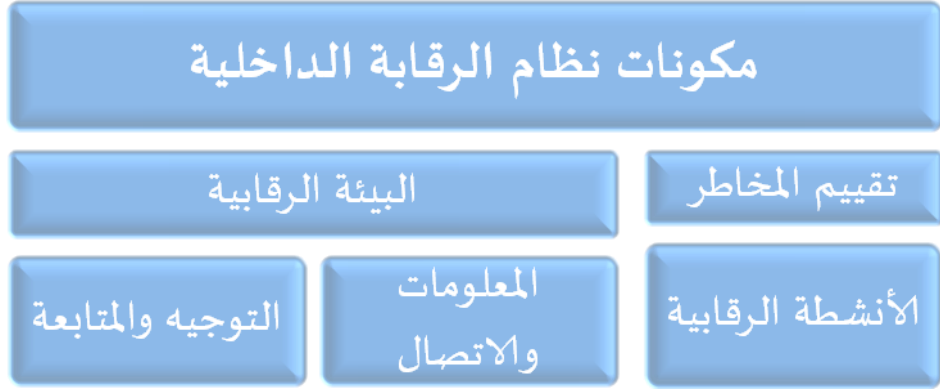 مكونات نظام الرقابة الداخلية
تقييم المخاطر
البيئة الرقابية
الأنشطة الرقابية
المعلومات
والاتصال
التوجيه والمتابعة